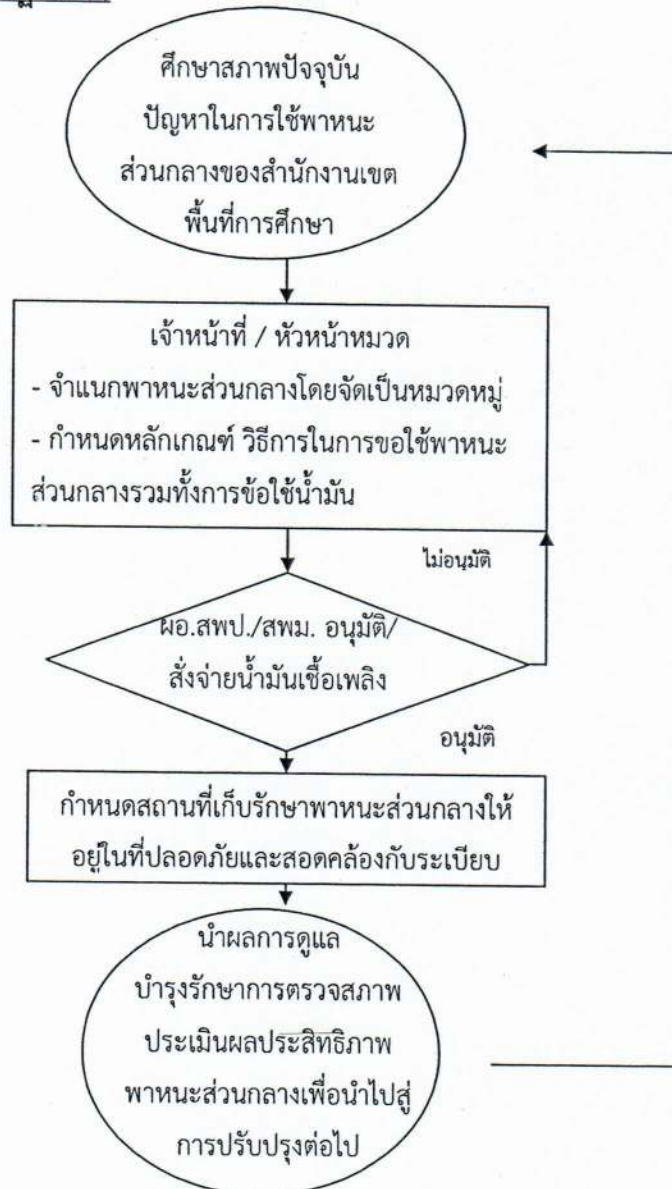 ศึกษาสภาพปัจจุบัน
ปัญหาในการใช้พาหนะ
ส่วนกลางของสำนักงานเขต
พื้นที่การศึกษา
เจ้าหน้าที่ / หัวหน้าหมวด
- จำแนกพาหนะส่วนกลางโดยจัดเป็นหมวดหมู่
- กำหนดหลักเกณฑ์ วิธีการในการขอใช้พาหนะ
ส่วนกลางรวมทั้งการข้อใช้น้ำมัน
ไม่อนุมัติ
ผอ.สพป./สพม. อนุมัติ/
สั่งจ่ายน้ำมันเชื้อเพลิง
อนุมัติ
กำหนดสถานที่เก็บรักษาพาหนะส่วนกลางให้
อยู่ในที่ปลอดภัยและสอดคล้องกับระเบียบ
นำผลการดูแล
บำรุงรักษาการตรวจสภาพ
ประเมินผลประสิทธิภาพ
พาหนะส่วนกลางเพื่อนำไปสู่
การปรับปรุงต่อไป